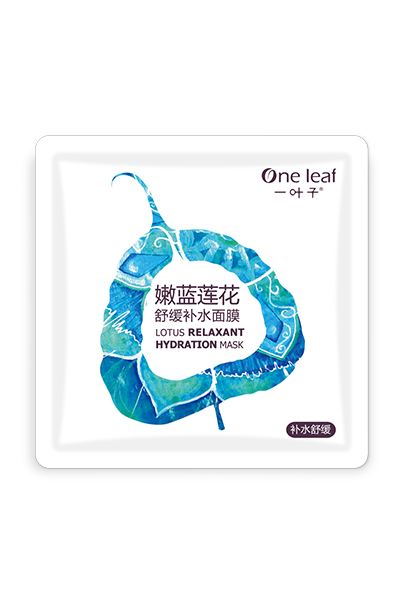 One leaf
一叶子®
嫩蓝莲花
舒缓补水面膜
LOTUS RELAXANT
HYDRATION MASK
补水舒缓